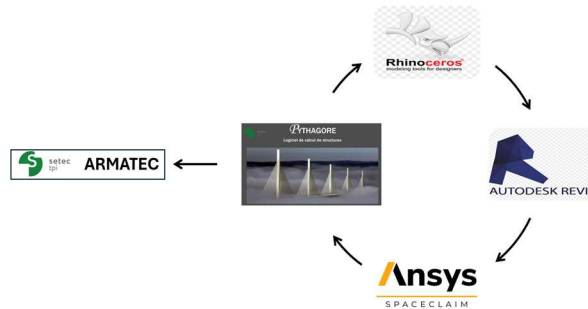 Rhinoceros®
modeling tools for designers
PYTHAGORE
Logiciel de calcul de structures
setec
tpi
ARMATEC
AUTODESK REVI
Ansys
SPACECLAIM